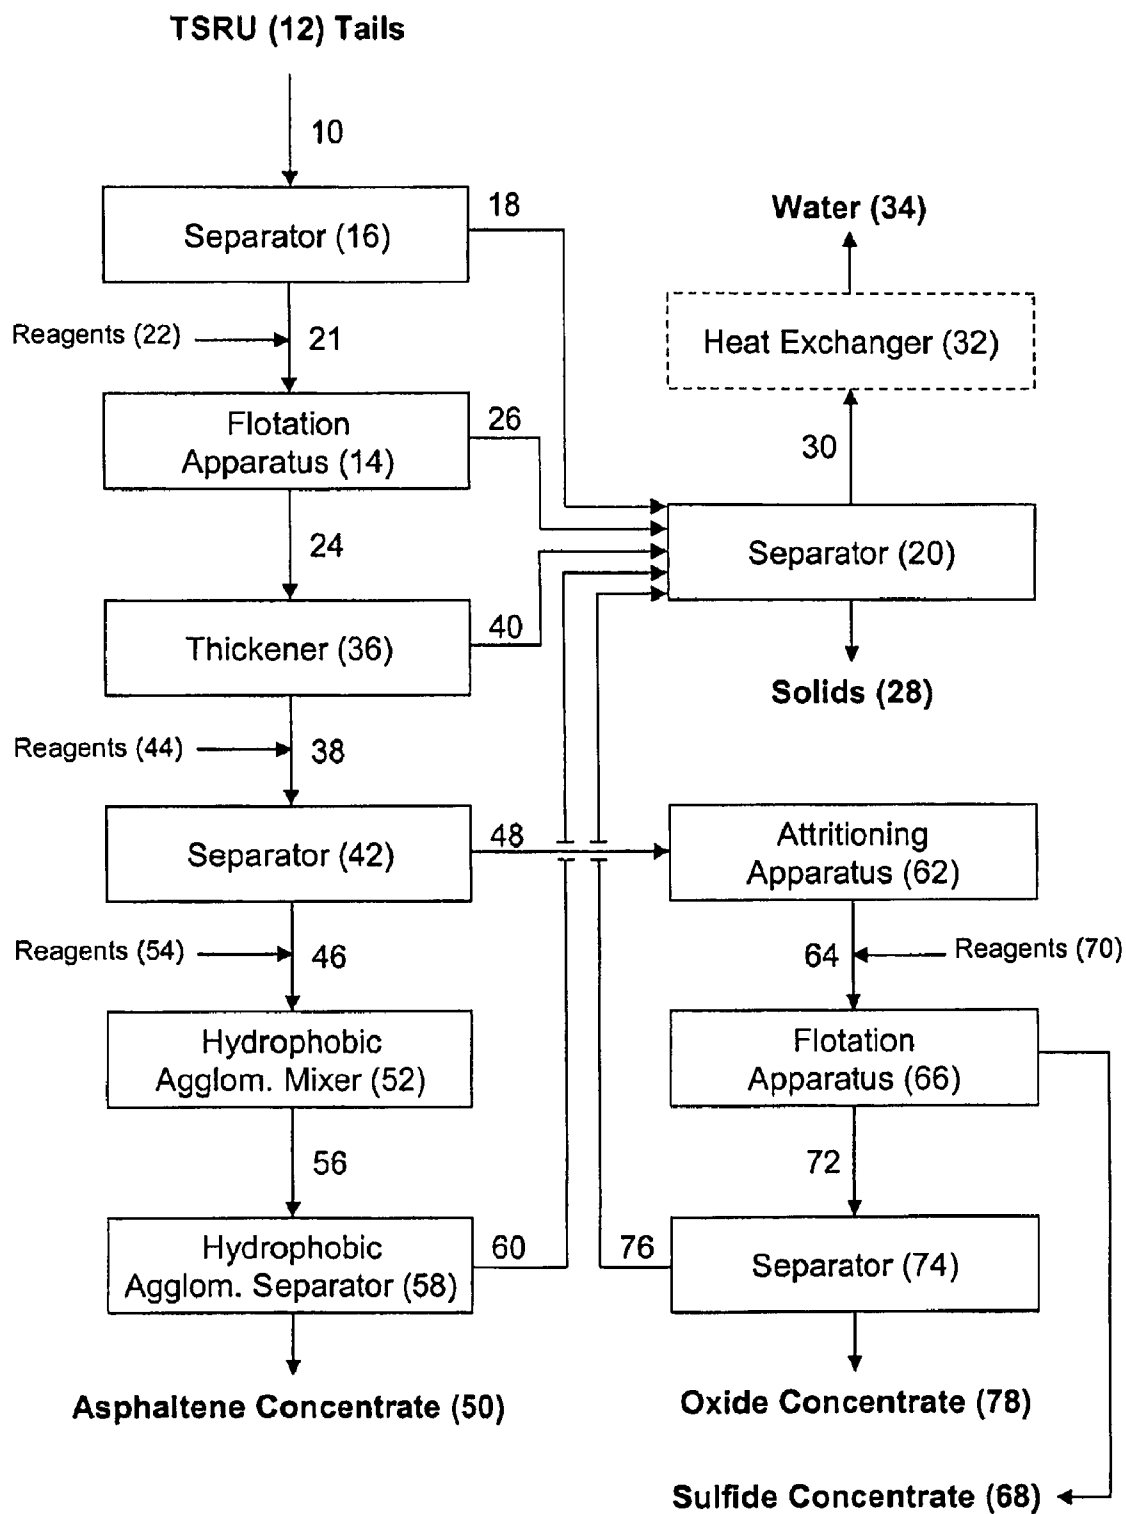 TSRU (12) Tails
10
Separator (16)
18
Water (34)
Reagents (22)
21
Heat Exchanger (32)
Flotation
Apparatus (14)
26
30
24
Separator (20)
Thickener (36)
40
Solids (28)
Reagents (44)
38
Separator (42)
48
Attritioning
Apparatus (62)
Reagents (54)
46
64
Reagents (70)
Hydrophobic
Agglom. Mixer (52)
Flotation
Apparatus (66)
56
72
Hydrophobic
Agglom. Separator (58)
60
76
Separator (74)
Asphaltene Concentrate (50)
Oxide Concentrate (78)
Sulfide Concentrate (68)